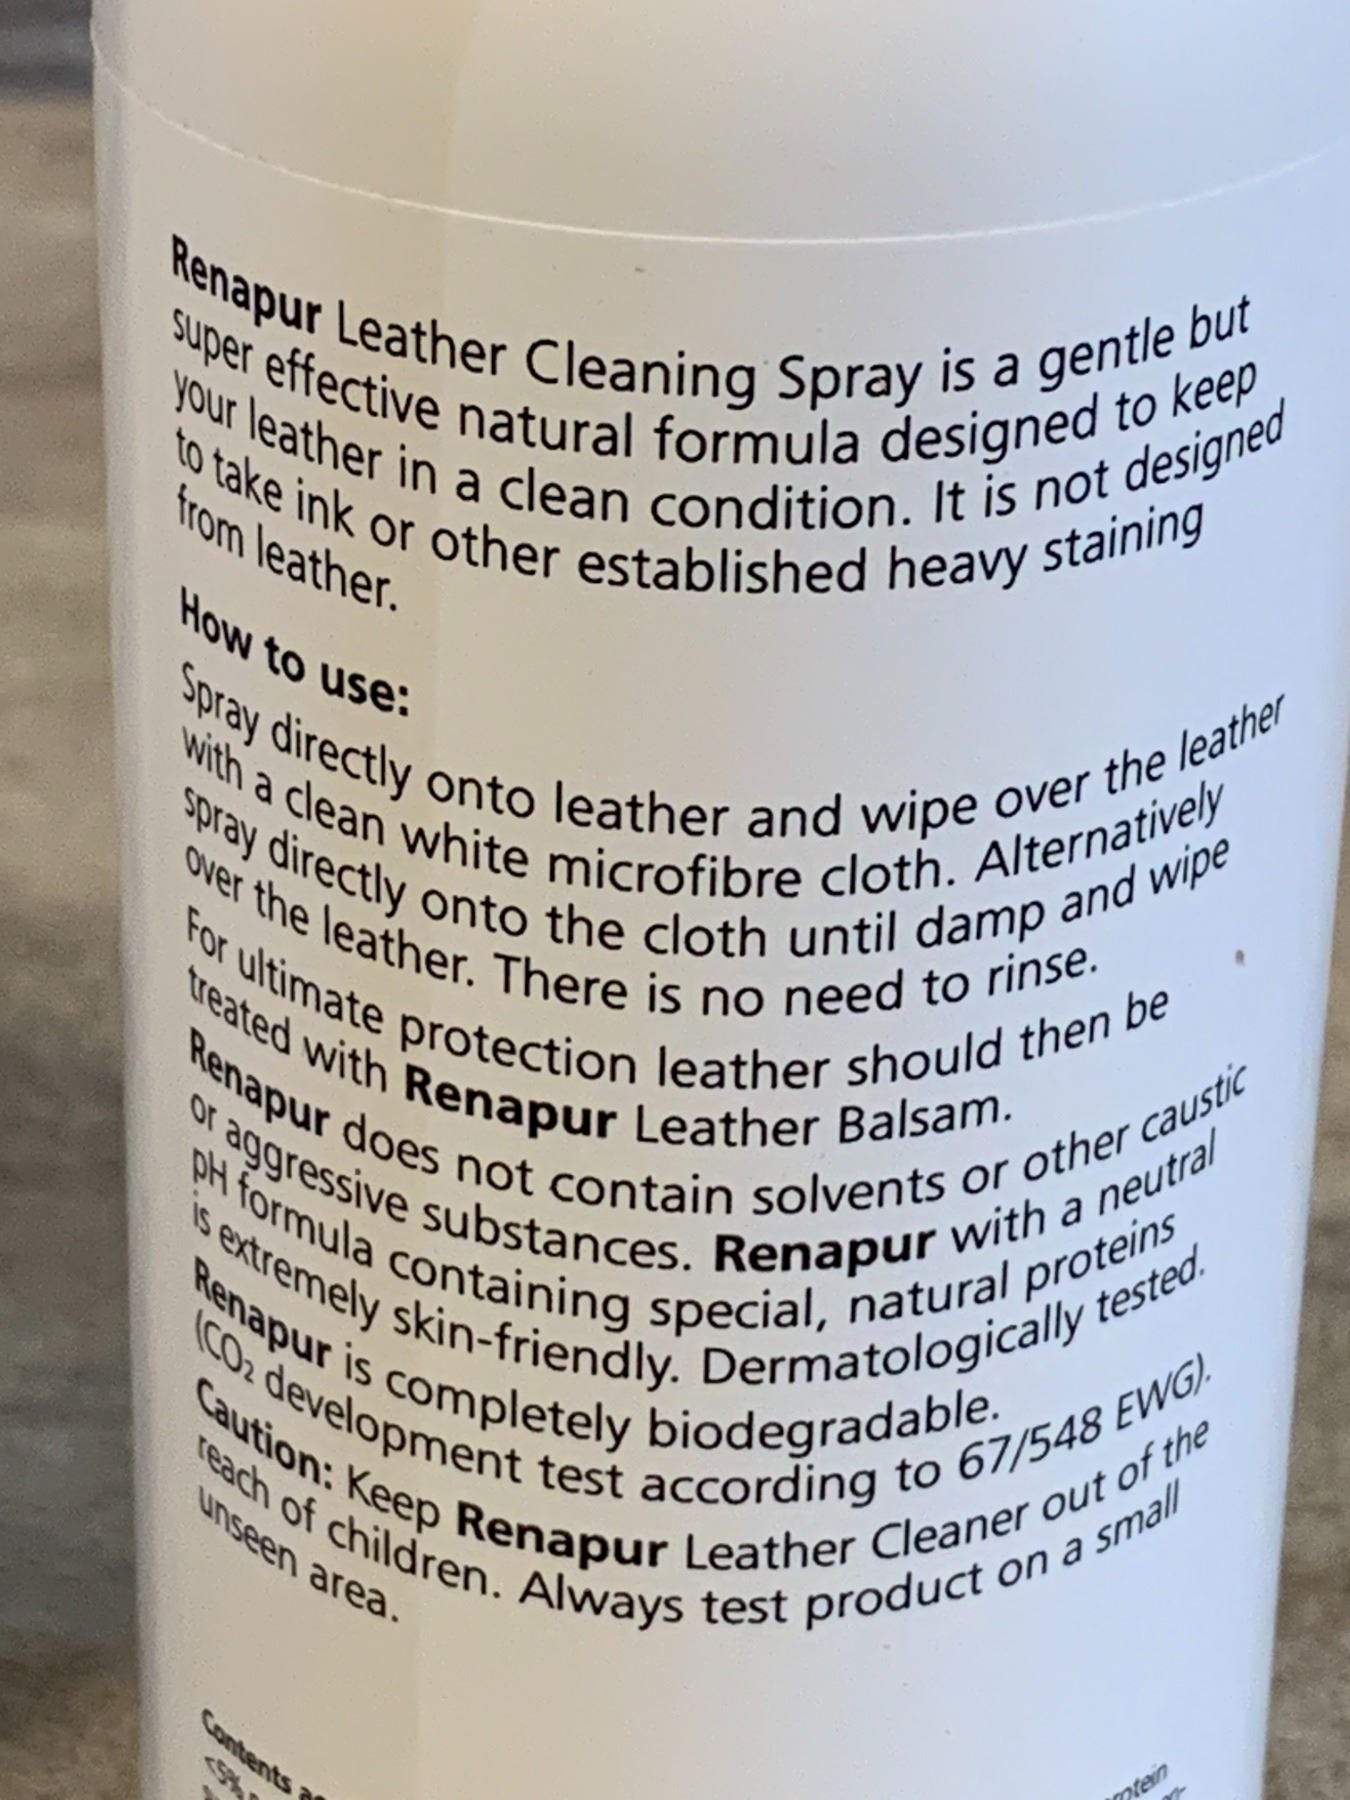 Renapur Leather Cleaning Spray is a gentle but
super effective natural formula designed to keep
your leather in a clean condition. It is not designed
to take ink or other established heavy staining
from leather.
How to use:
Spray directly onto leather and wipe over the leather
with a clean white microfibre cloth. Alternatively
spray directly onto the cloth until damp and wipe
over the leather. There is no need to rinse.
For ultimate protection leather should then be
treated with Renapur Leather Balsam.
Renapur does not contain solvents or other caustic
or aggressive substances. Renapur with a neutral
pH formula containing special, natural proteins
is extremely skin-friendly. Dermatologically tested.
Renapur is completely biodegradable.
(CO₂ development test according to 67/548 EWG).
Caution: Keep Renapur Leather Cleaner out of the
reach of children. Always test product on a small
unseen area.
Contents
<5%